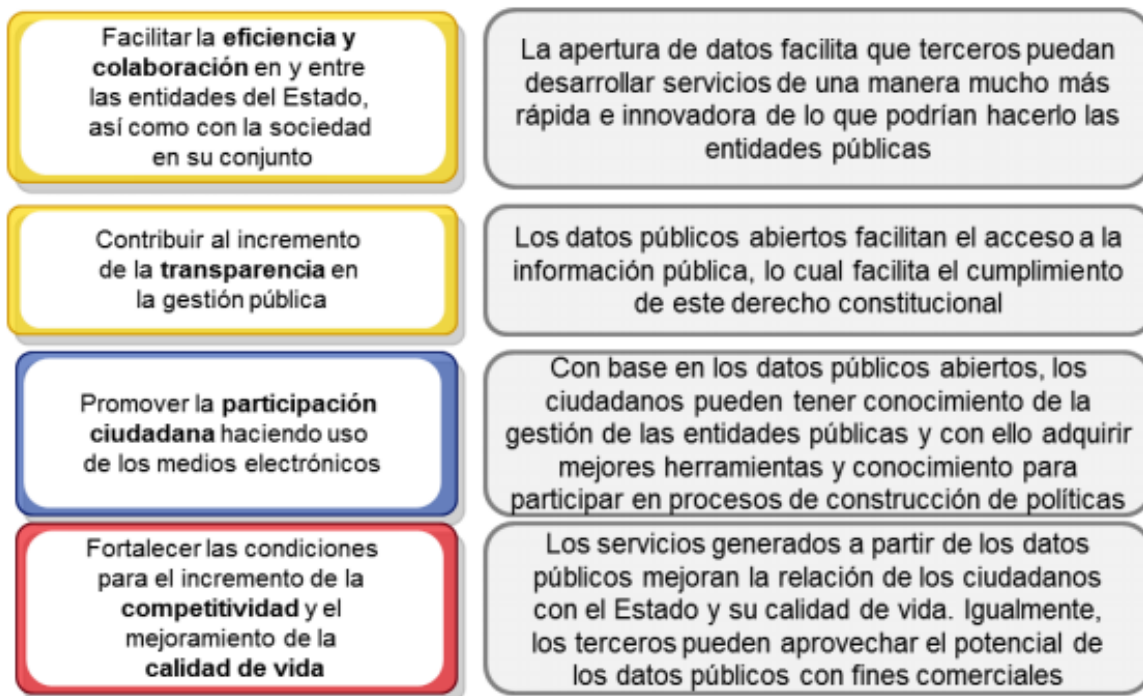 Facilitar la eficiencia y
colaboración en y entre
las entidades del Estado,
así como con la sociedad
en su conjunto
La apertura de datos facilita que terceros puedan
desarrollar servicios de una manera mucho más
rápida e innovadora de lo que podrían hacerlo las
entidades públicas
Contribuir al incremento
de la transparencia en
la gestión pública
Los datos públicos abiertos facilitan el acceso a la
información pública, lo cual facilita el cumplimiento
de este derecho constitucional
Promover la participación
ciudadana haciendo uso
de los medios electrónicos
Con base en los datos públicos abiertos, los
ciudadanos pueden tener conocimiento de la
gestión de las entidades públicas y con ello adquirir
mejores herramientas y conocimiento para
participar en procesos de construcción de políticas
Fortalecer las condiciones
para el incremento de la
competitividad y el
mejoramiento de la
calidad de vida
Los servicios generados a partir de los datos
públicos mejoran la relación de los ciudadanos
con el Estado y su calidad de vida. Igualmente,
los terceros pueden aprovechar el potencial de
los datos públicos con fines comerciales